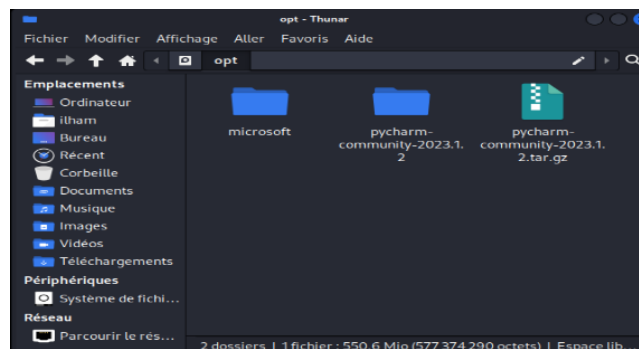 opt - Thunar
Fichier Modifier Affichage Aller Favoris Aide
opt
Emplacements
Ordinateur
ilham
Bureau
Récent
Corbeille
Documents
Musique
Images
Vidéos
Téléchargements
Périphériques
Système de fichi...
Réseau
Parcourir le rés...
microsoft
pycharm-
community-2023.1.
2
pycharm-
community-2023.1.
2.tar.gz
2 dossiers | 1 fichier : 550,6 Mio (577 374 290 octets) | Espace lib...